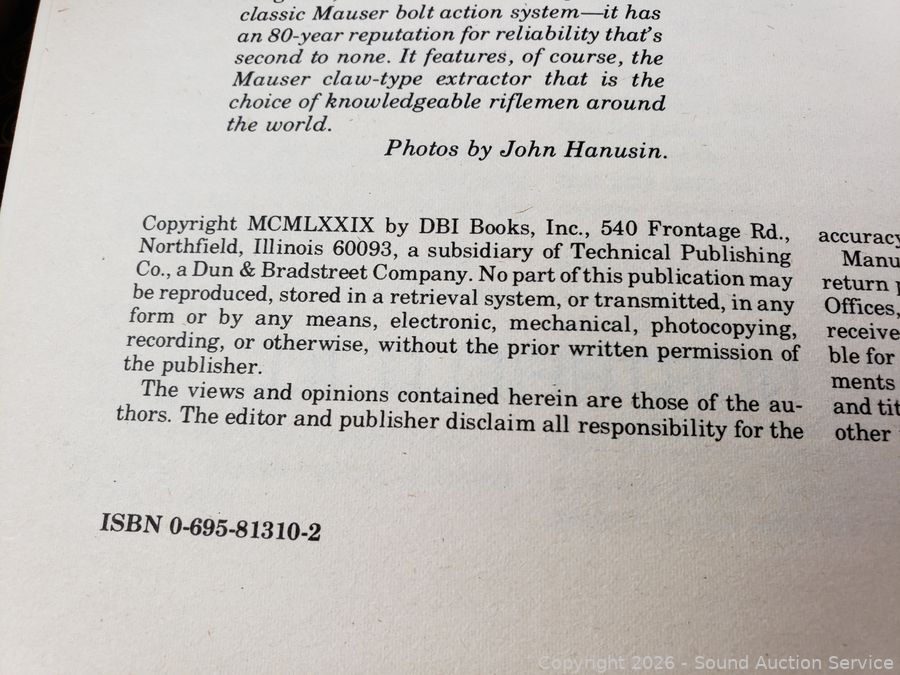 classic Mauser bolt action system—it has
an 80-year reputation for reliability that's
second to none. It features, of course, the
Mauser claw-type extractor that is the
choice of knowledgeable riflemen around
the world.
Photos by John Hanusin.
Copyright MCMLXXIX by DBI Books, Inc., 540 Frontage Rd.,
Northfield, Illinois 60093, a subsidiary of Technical Publishing
Co., a Dun & Bradstreet Company. No part of this publication may
be reproduced, stored in a retrieval system, or transmitted, in any
form or by any means, electronic, mechanical, photocopying,
recording, or otherwise, without the prior written permission of
the publisher.
The views and opinions contained herein are those of the au-
thors. The editor and publisher disclaim all responsibility for the
accuracy
Manu
return
Offices,
receive
ble for
ments
and tit
other
ISBN 0-695-81310-2
Copyright 2026 - Sound Auction Service